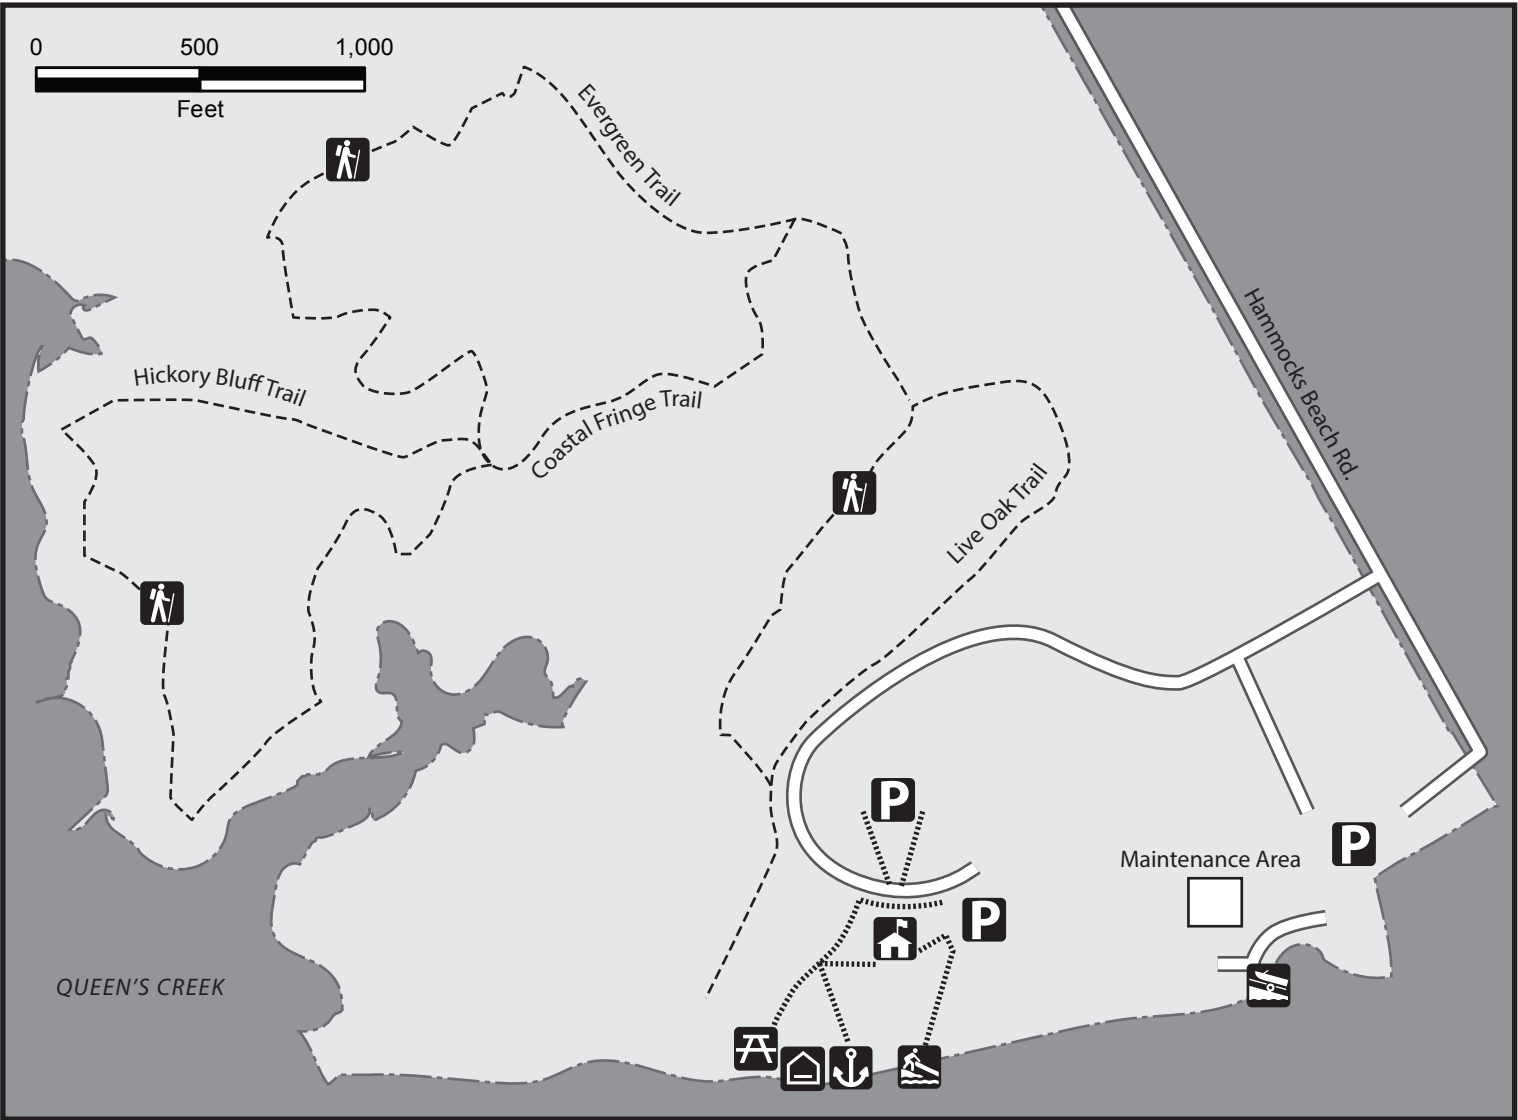 0 500 1,000
Feet
Evergreen Trail
Hammocks Beach Rd.
Hickory Bluff Trail
Coastal Fringe Trail
Live Oak Trail
P
Maintenance Area
P
P
QUEEN'S CREEK